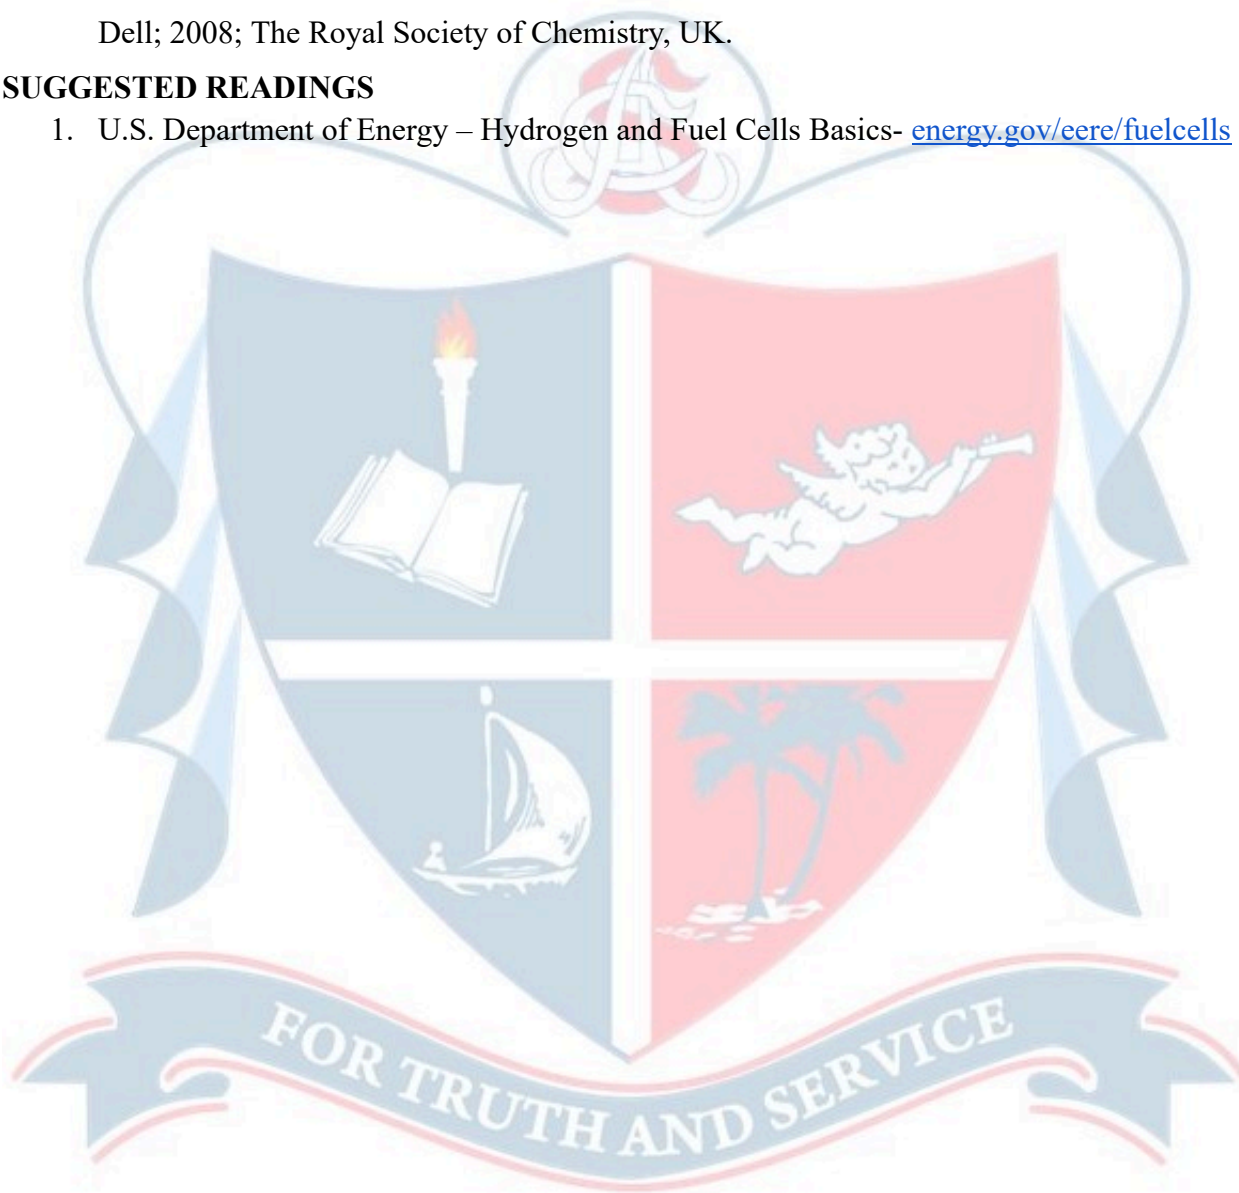 Dell; 2008; The Royal Society of Chemistry, UK.
SUGGESTED READINGS
1. U.S. Department of Energy – Hydrogen and Fuel Cells Basics- energy.gov/eere/fuelcells
FOR TRUTH AND SERVICE